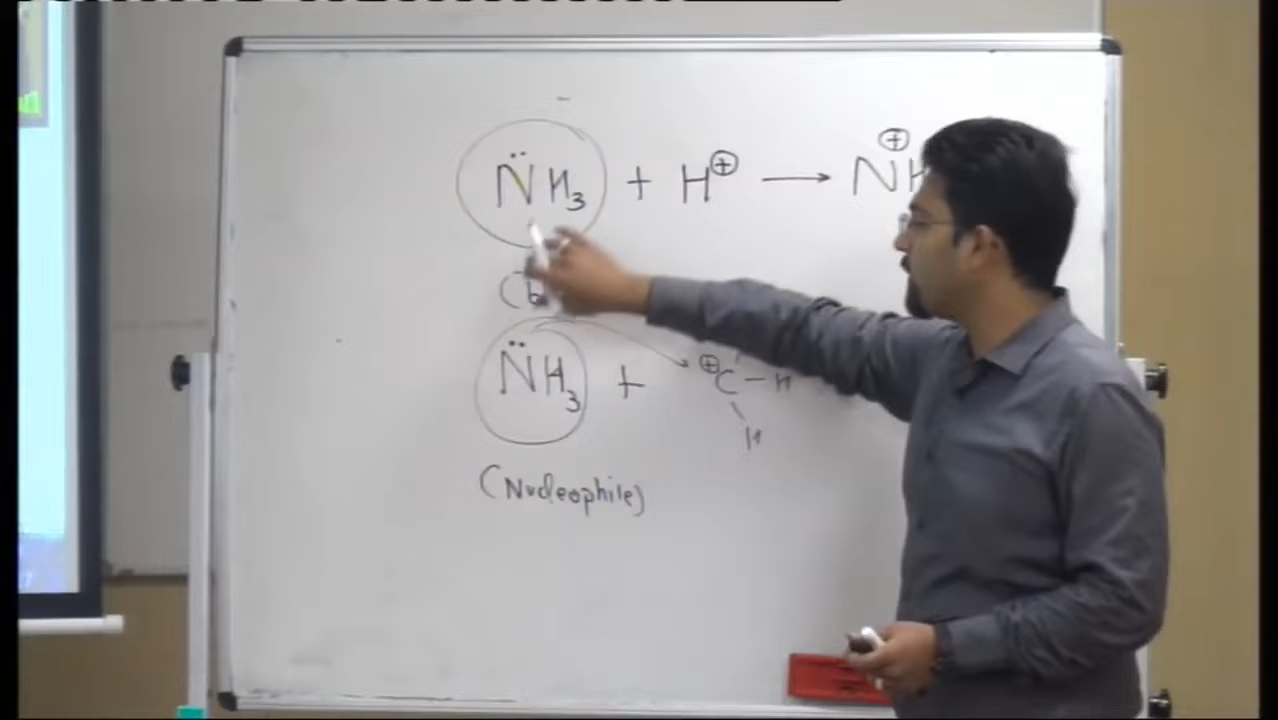 N̈H₃ + H⊕ ⟶ N⊕H
(b
N̈H₃ + ⊕C–H
H
(Nucleophile)